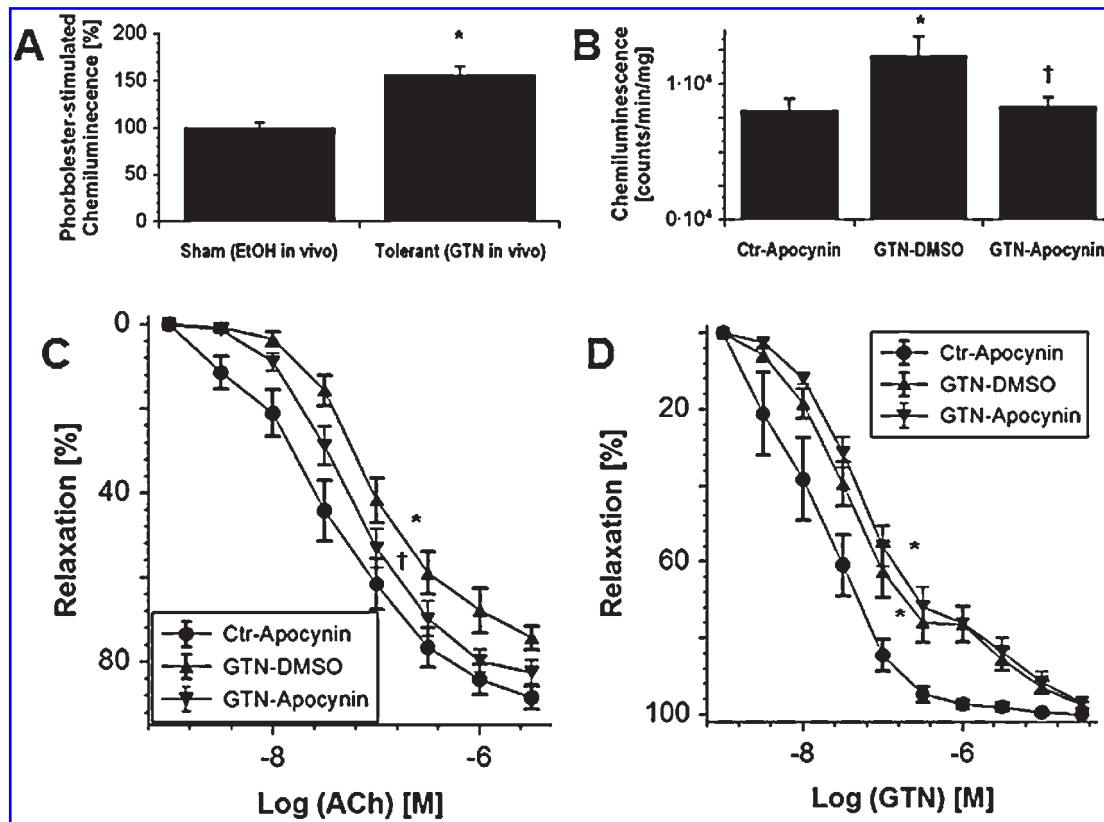 A
Phorbolester-stimulated
Chemiluminecence [%]
200
150
100
50
0
*
Sham (EtOH in vivo)
Tolerant (GTN in vivo)
B
Chemiluminescence
[counts/min/mg]
1·10⁴
0·10⁴
*
†
Ctr-Apocynin
GTN-DMSO
GTN-Apocynin
C
Relaxation [%]
0
40
80
*
†
Ctr-Apocynin
GTN-DMSO
GTN-Apocynin
-8
-6
Log (ACh) [M]
D
Relaxation [%]
20
60
100
*
*
Ctr-Apocynin
GTN-DMSO
GTN-Apocynin
-8
-6
Log (GTN) [M]